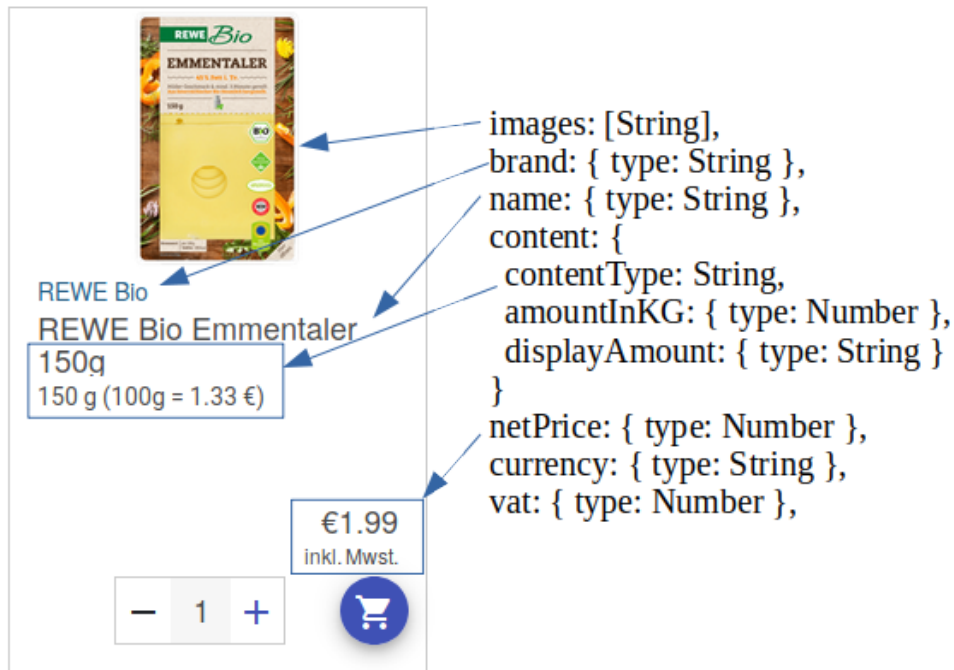 REWE Bio
EMMENTALER
150g
BIO
REWE Bio
REWE Bio Emmentaler
150g
150 g (100g = 1.33 €)
€1.99
inkl. Mwst.
− 1 +
images: [String],
brand: { type: String },
name: { type: String },
content: {
contentType: String,
amountInKG: { type: Number },
displayAmount: { type: String }
}
netPrice: { type: Number },
currency: { type: String },
vat: { type: Number },